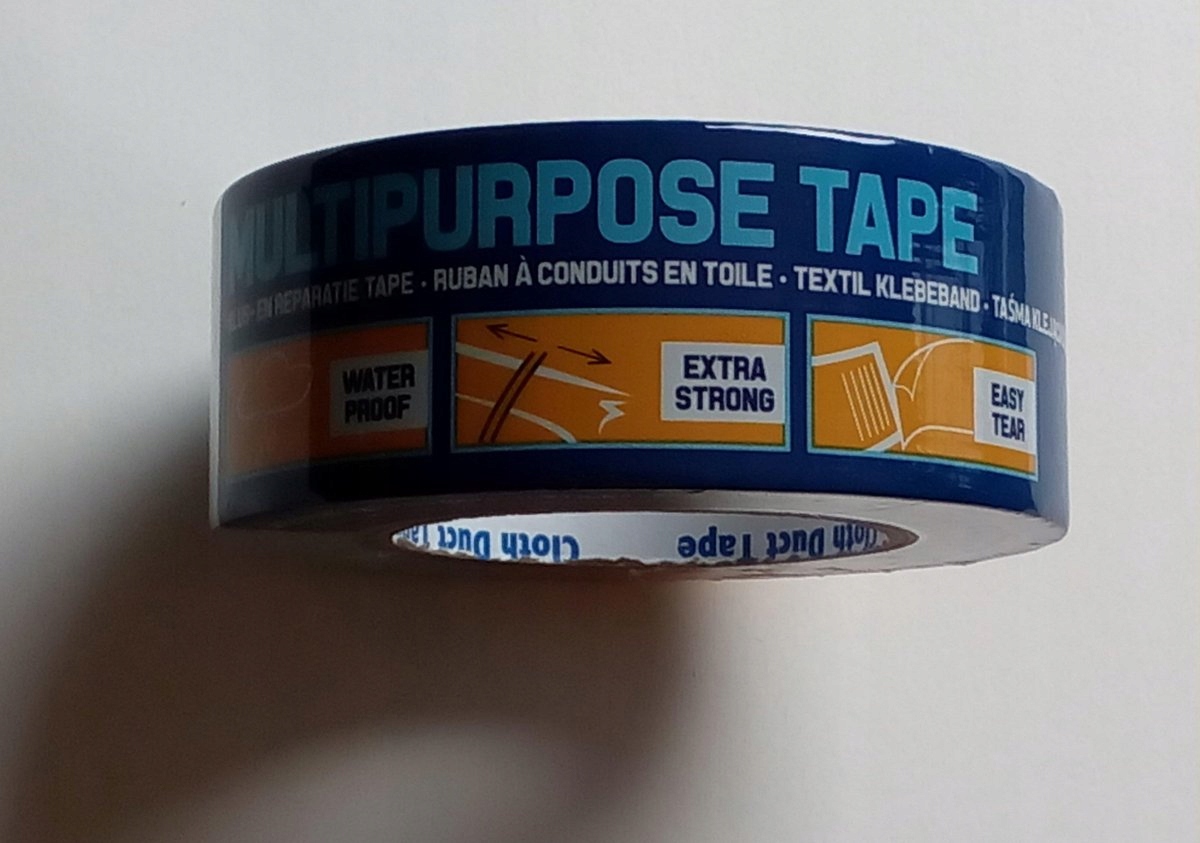 MULTIPURPOSE TAPE
EN REPARATIE TAPE · RUBAN À CONDUITS EN TOILE · TEXTIL KLEBEBAND · TAŚMA
WATER
PROOF
EXTRA
STRONG
EASY
TEAR
Cloth Duct
Cloth Duct Tape